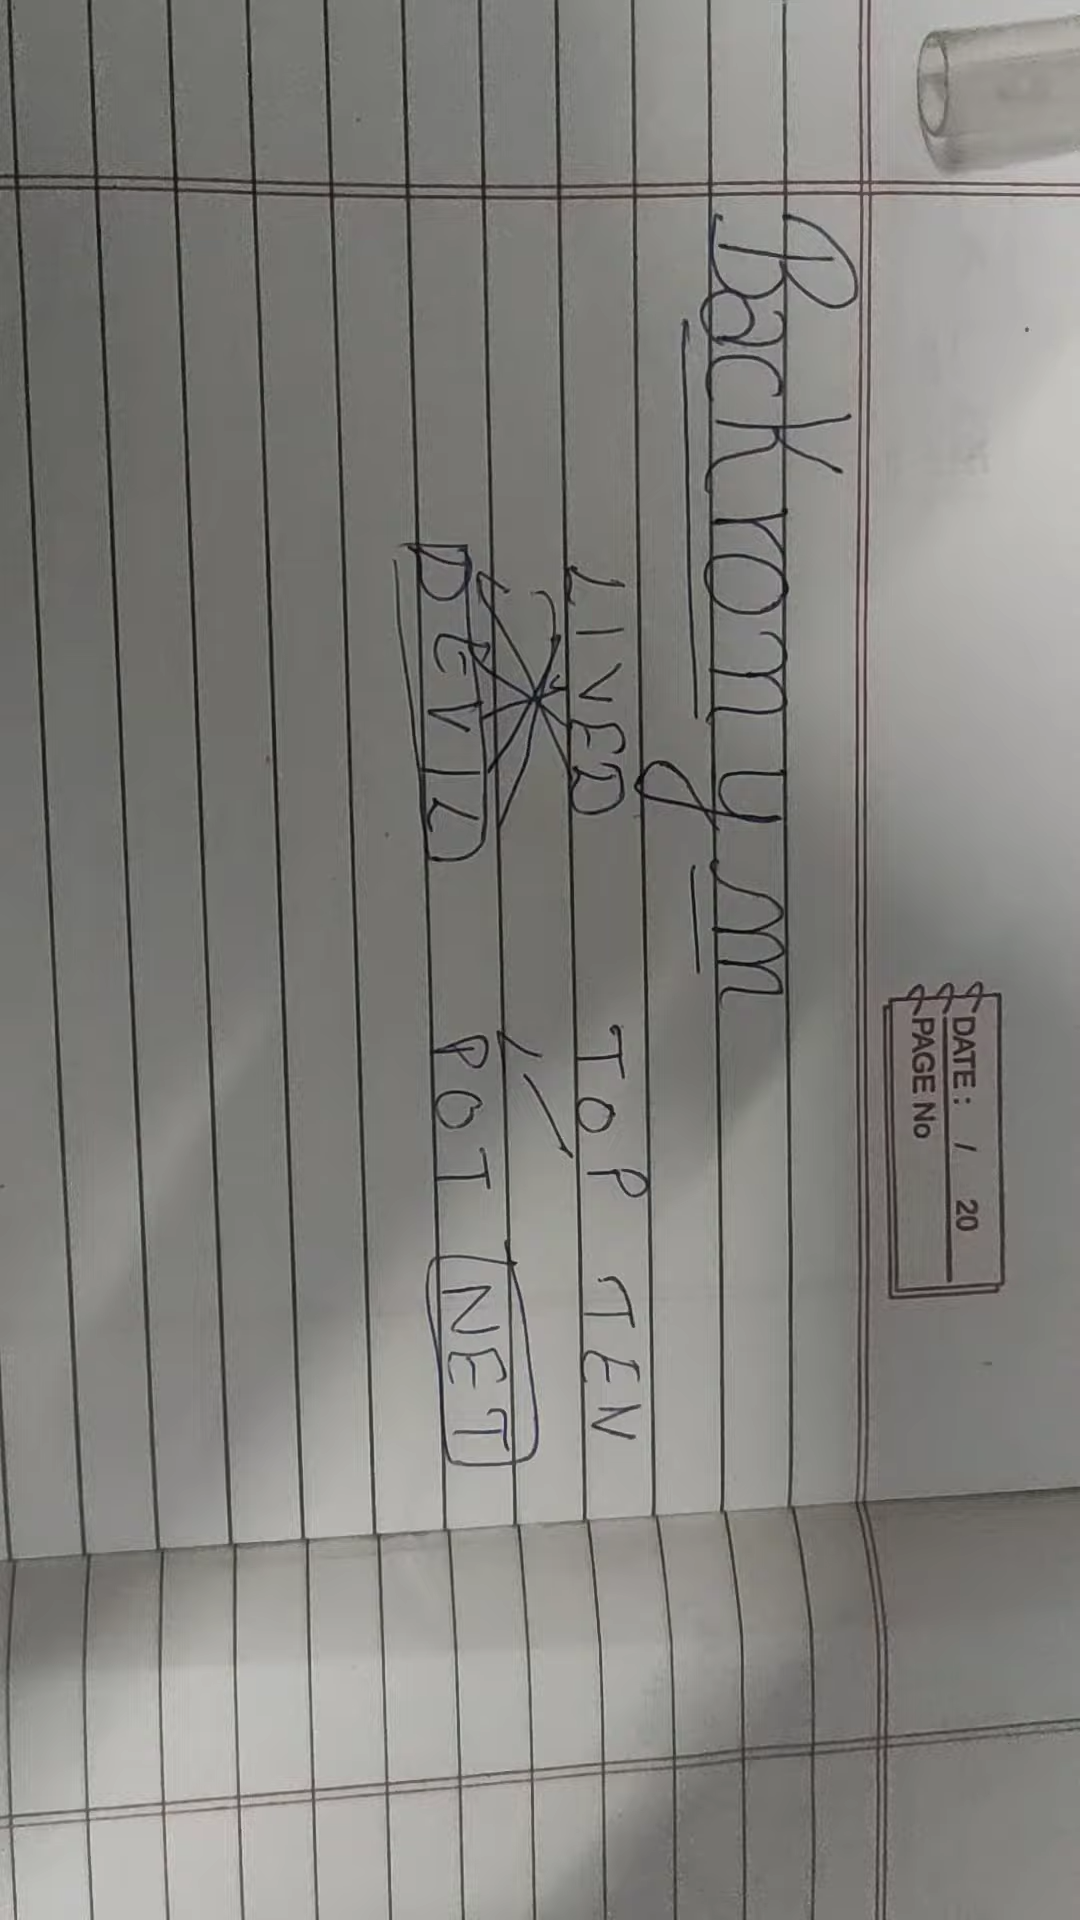 DATE: / 20
PAGE No
Backronym
LIVED TOP TEN
DEVIL POT NET